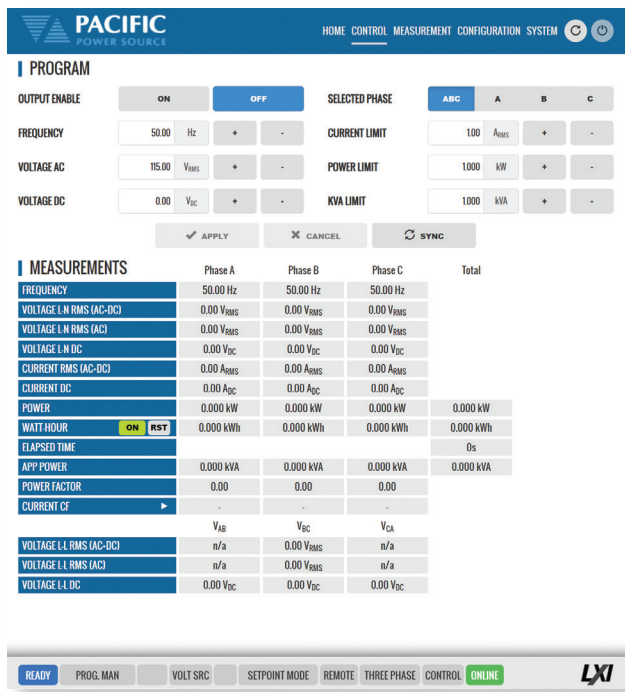 PACIFIC
POWER SOURCE
HOME CONTROL MEASUREMENT CONFIGURATION SYSTEM
PROGRAM
OUTPUT ENABLE ON OFF SELECTED PHASE ABC A B C
FREQUENCY 50.00 Hz + - CURRENT LIMIT 1.00 ARMS + -
VOLTAGE AC 115.00 VRMS + - POWER LIMIT 1.000 kW + -
VOLTAGE DC 0.00 VDC + - KVA LIMIT 1.000 kVA + -
APPLY CANCEL SYNC
MEASUREMENTS Phase A Phase B Phase C Total
FREQUENCY 50.00 Hz 50.00 Hz 50.00 Hz
VOLTAGE L-N RMS (AC-DC) 0.00 VRMS 0.00 VRMS 0.00 VRMS
VOLTAGE L-N RMS (AC) 0.00 VRMS 0.00 VRMS 0.00 VRMS
VOLTAGE L-N DC 0.00 VDC 0.00 VDC 0.00 VDC
CURRENT RMS (AC-DC) 0.00 ARMS 0.00 ARMS 0.00 ARMS
CURRENT DC 0.00 ADC 0.00 ADC 0.00 ADC
POWER 0.000 kW 0.000 kW 0.000 kW 0.000 kW
WATT HOUR ON RST 0.000 kWh 0.000 kWh 0.000 kWh 0.000 kWh
ELAPSED TIME 0s
APP POWER 0.000 kVA 0.000 kVA 0.000 kVA 0.000 kVA
POWER FACTOR 0.00 0.00 0.00
CURRENT CF - - -
VAB VBC VCA
VOLTAGE L-L RMS (AC-DC) n/a 0.00 VRMS n/a
VOLTAGE L-L RMS (AC) n/a 0.00 VRMS n/a
VOLTAGE L-L DC 0.00 VDC 0.00 VDC 0.00 VDC
READY PROG. MAN VOLT SRC SETPOINT MODE REMOTE THREE PHASE CONTROL ONLINE LXI